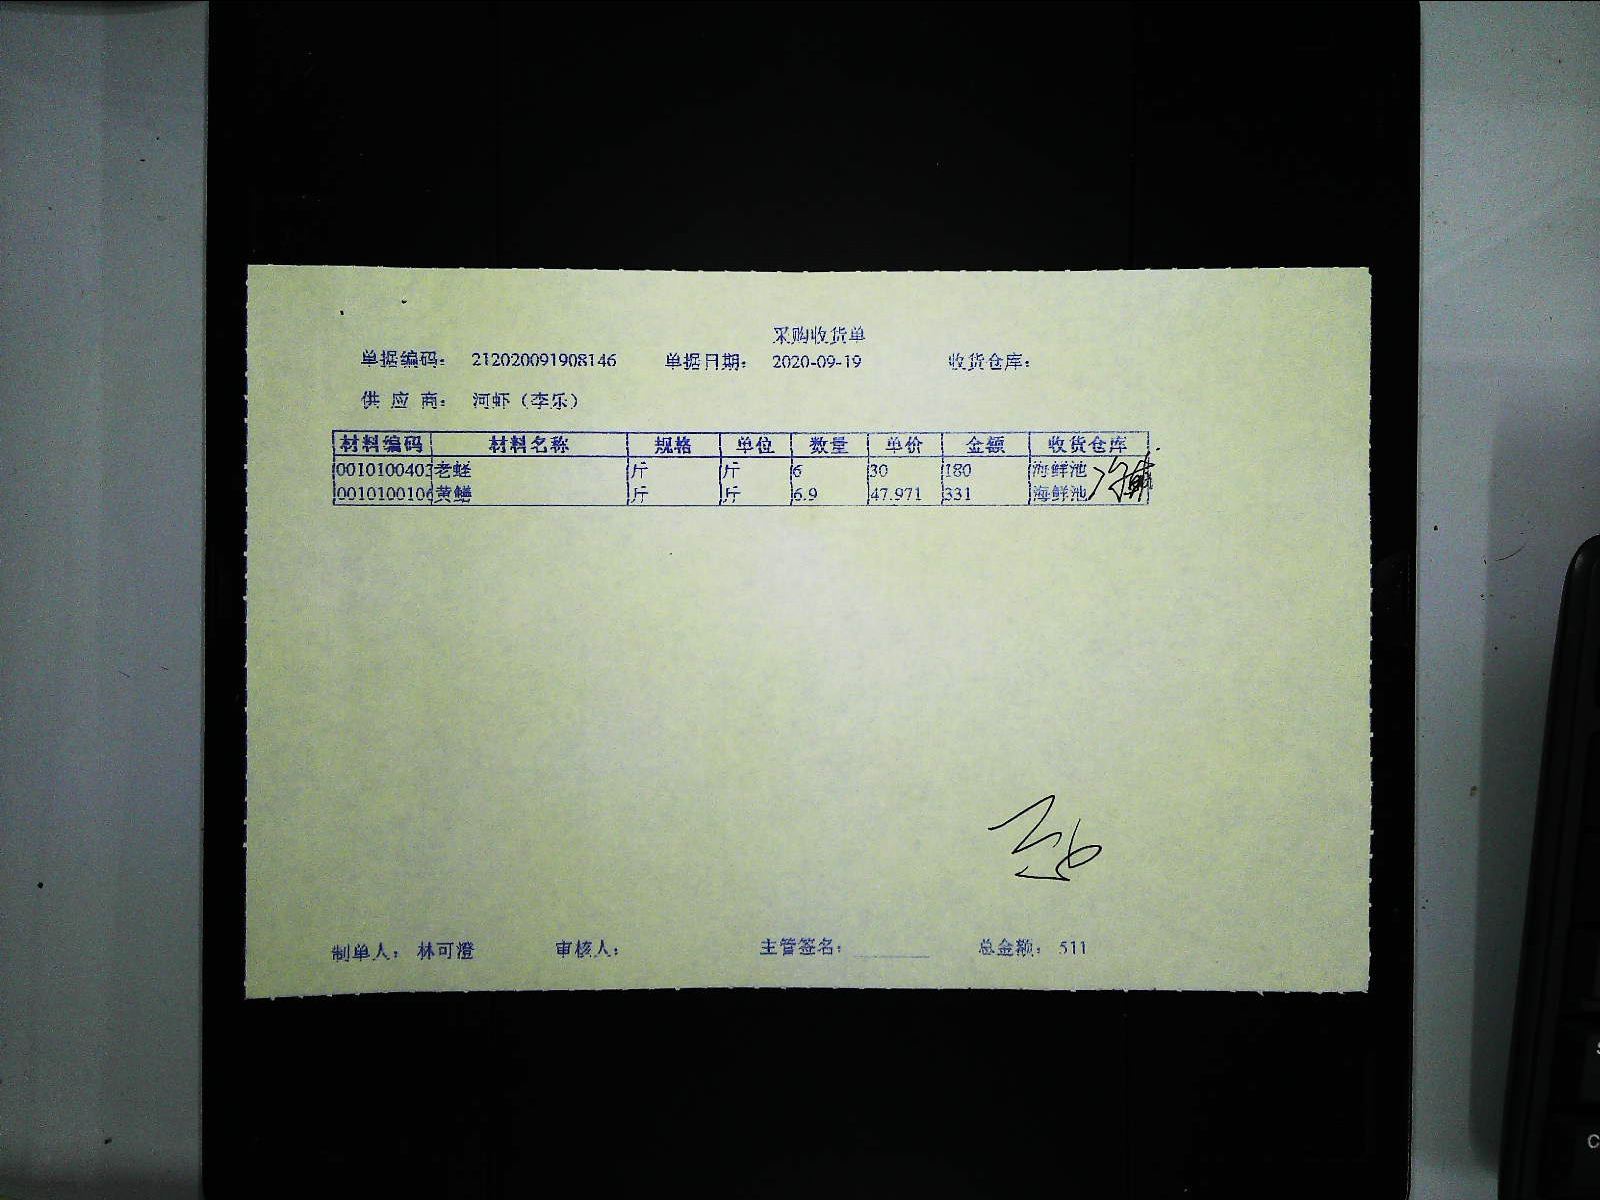 采购收货单
单据编码： 212020091908146 单据日期： 2020-09-19 收货仓库：
供 应 商： 河虾（李乐）
材料编码 材料名称 规格 单位 数量 单价 金额 收货仓库
0010100403 老蛏 斤 斤 6 30 180 海鲜池
0010100106 黄鳝 斤 斤 6.9 47.971 331 海鲜池
制单人： 林可澄 审核人： 主管签名： 总金额： 511